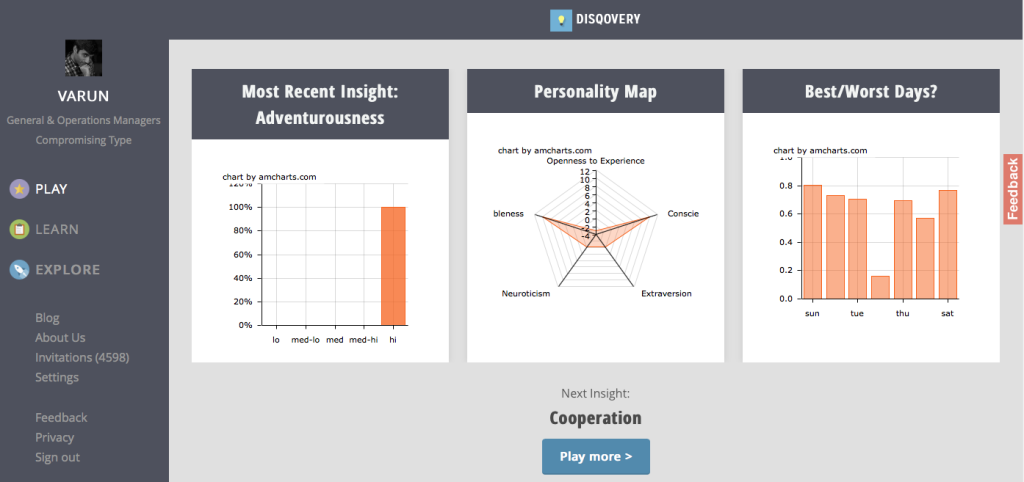 DISQOVERY
VARUN
General & Operations Managers
Compromising Type
PLAY
LEARN
EXPLORE
Blog
About Us
Invitations (4598)
Settings
Feedback
Privacy
Sign out
Most Recent Insight:
Adventurousness
chart by amcharts.com
120%
100%
80%
60%
40%
20%
0%
lo med-lo med med-hi hi
Personality Map
chart by amcharts.com
Openness to Experience
12
10
8
6
4
2
0
-2
-4
bleness
Conscie
Neuroticism
Extraversion
Best/Worst Days?
chart by amcharts.com
1.0
0.8
0.6
0.4
0.2
0.0
sun tue thu sat
Feedback
Next Insight:
Cooperation
Play more >